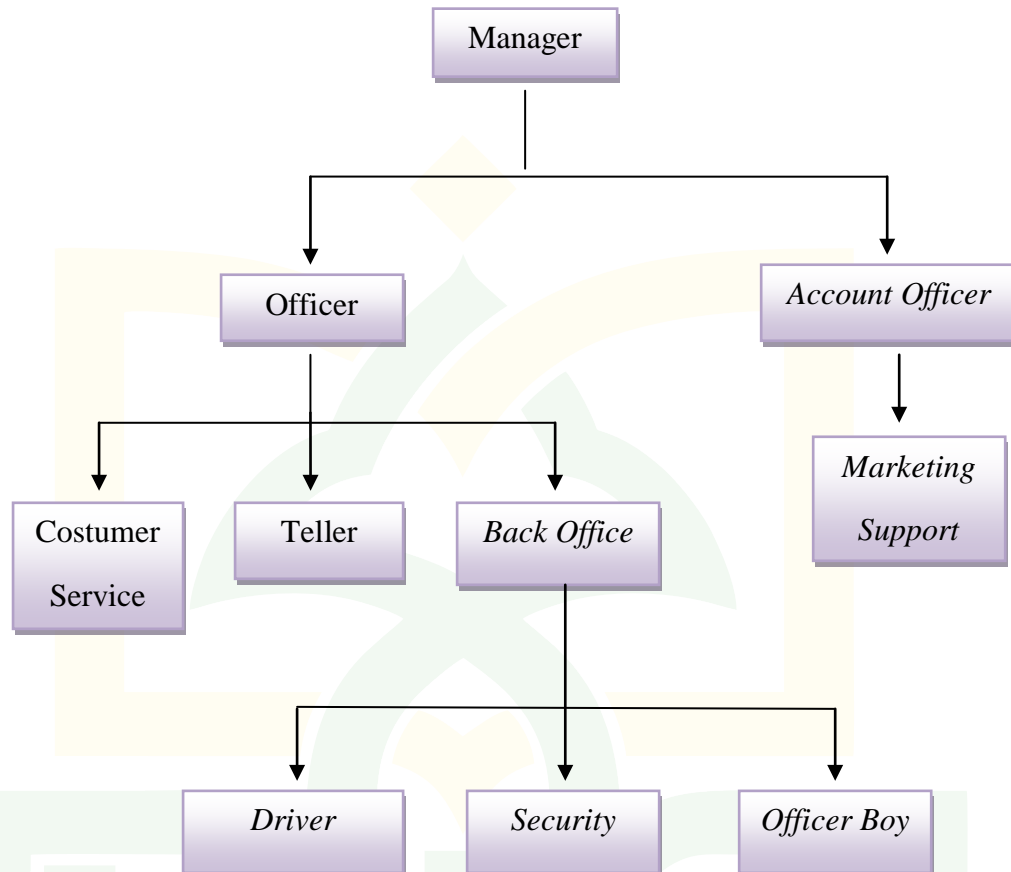 Manager
Officer
Account Officer
Costumer
Service
Teller
Back Office
Marketing
Support
Driver
Security
Officer Boy